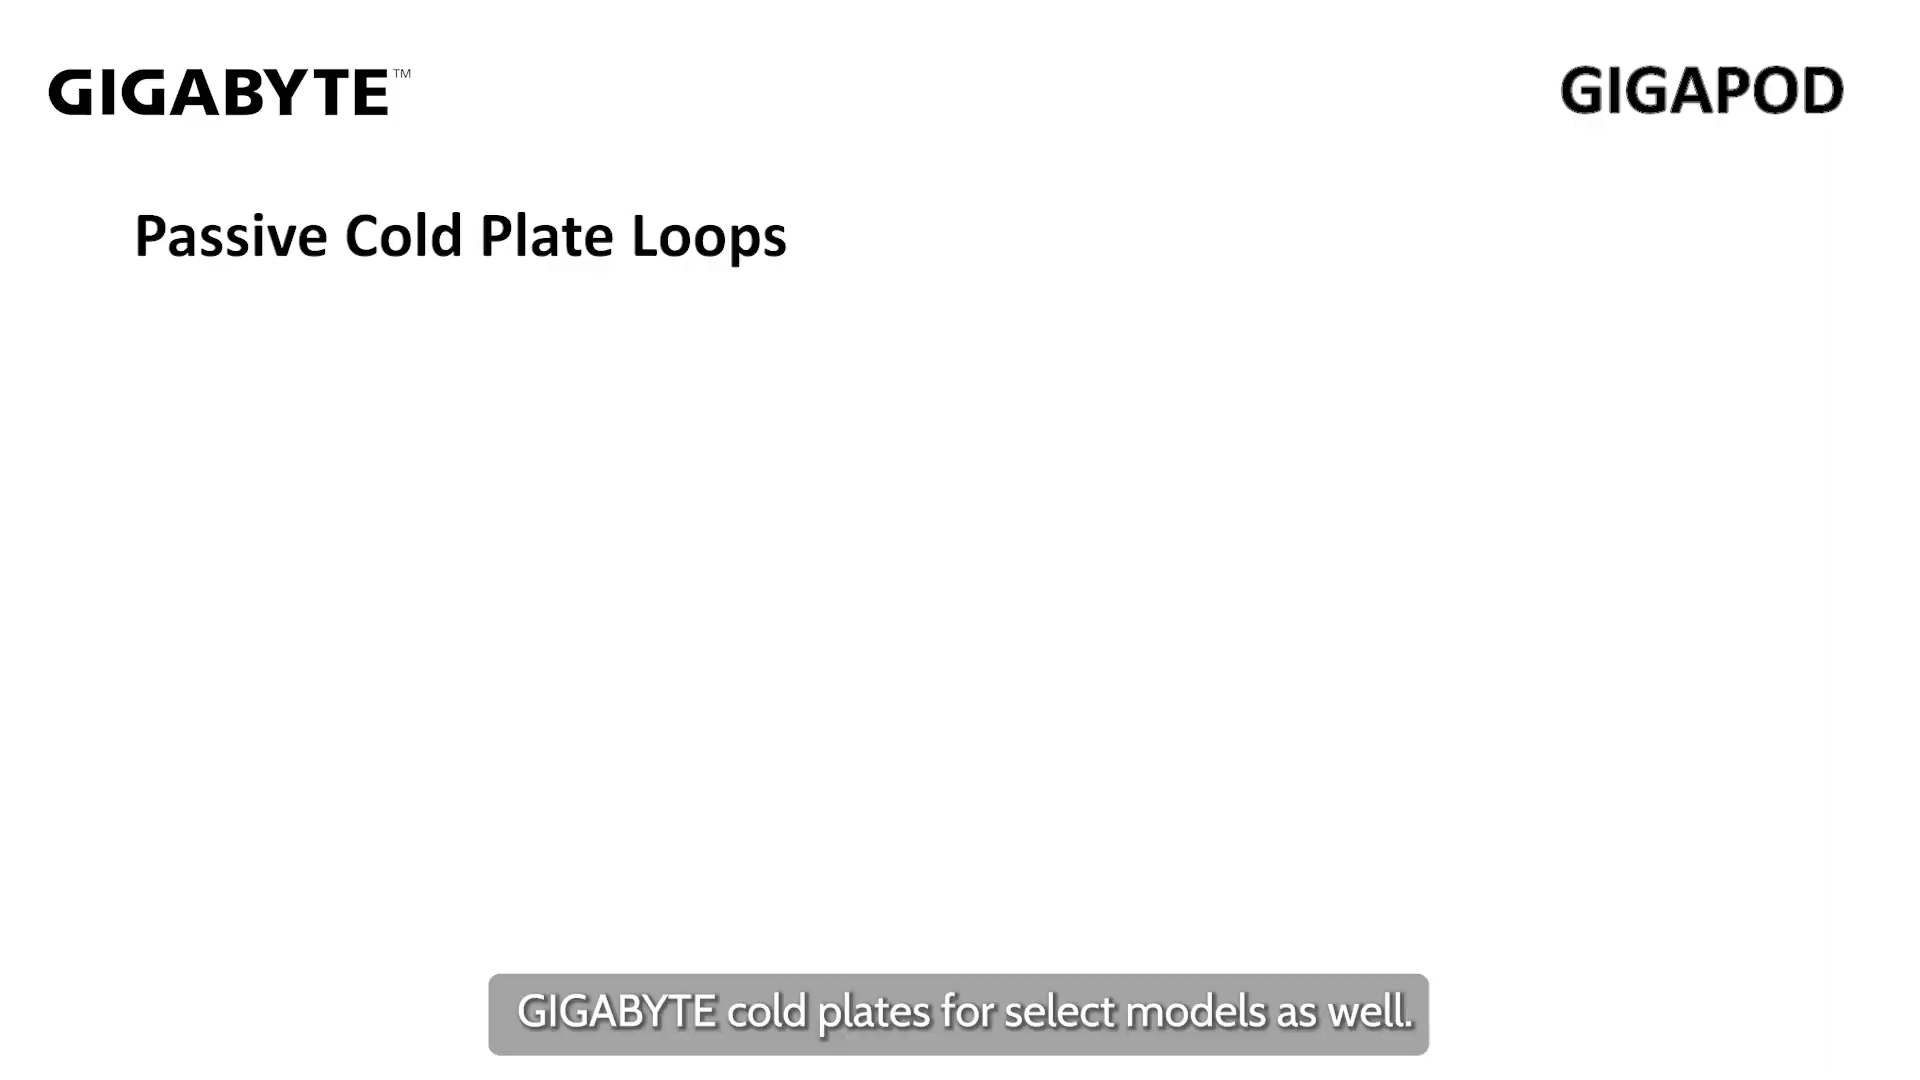 GIGABYTE™
GIGAPOD
Passive Cold Plate Loops
GIGABYTE cold plates for select models as well.